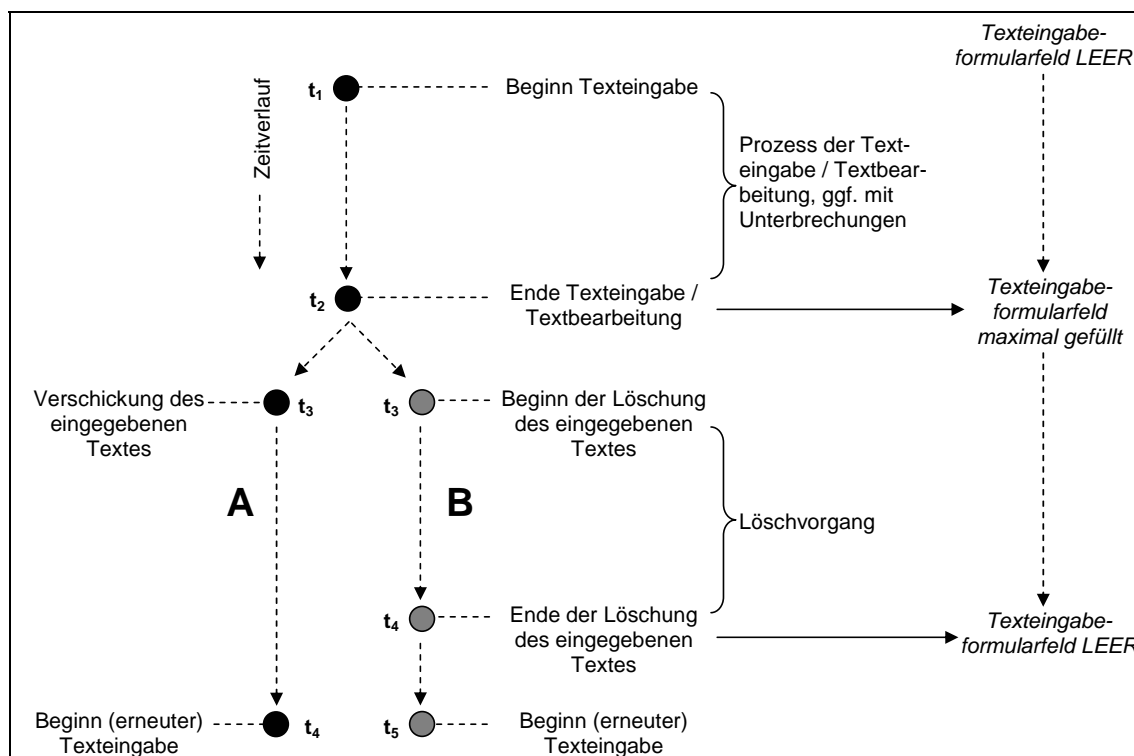 Texteingabe-
formularfeld LEER
Zeitverlauf
t1
Beginn Texteingabe
Prozess der Text-
eingabe / Textbear-
beitung, ggf. mit
Unterbrechungen
t2
Ende Texteingabe /
Textbearbeitung
Texteingabe-
formularfeld
maximal gefüllt
Verschickung des
eingegebenen
Textes
t3
t3
Beginn der Löschung
des eingegebenen
Textes
A
B
Löschvorgang
t4
Ende der Löschung
des eingegebenen
Textes
Texteingabe-
formularfeld LEER
Beginn (erneuter)
Texteingabe
t4
t5
Beginn (erneuter)
Texteingabe